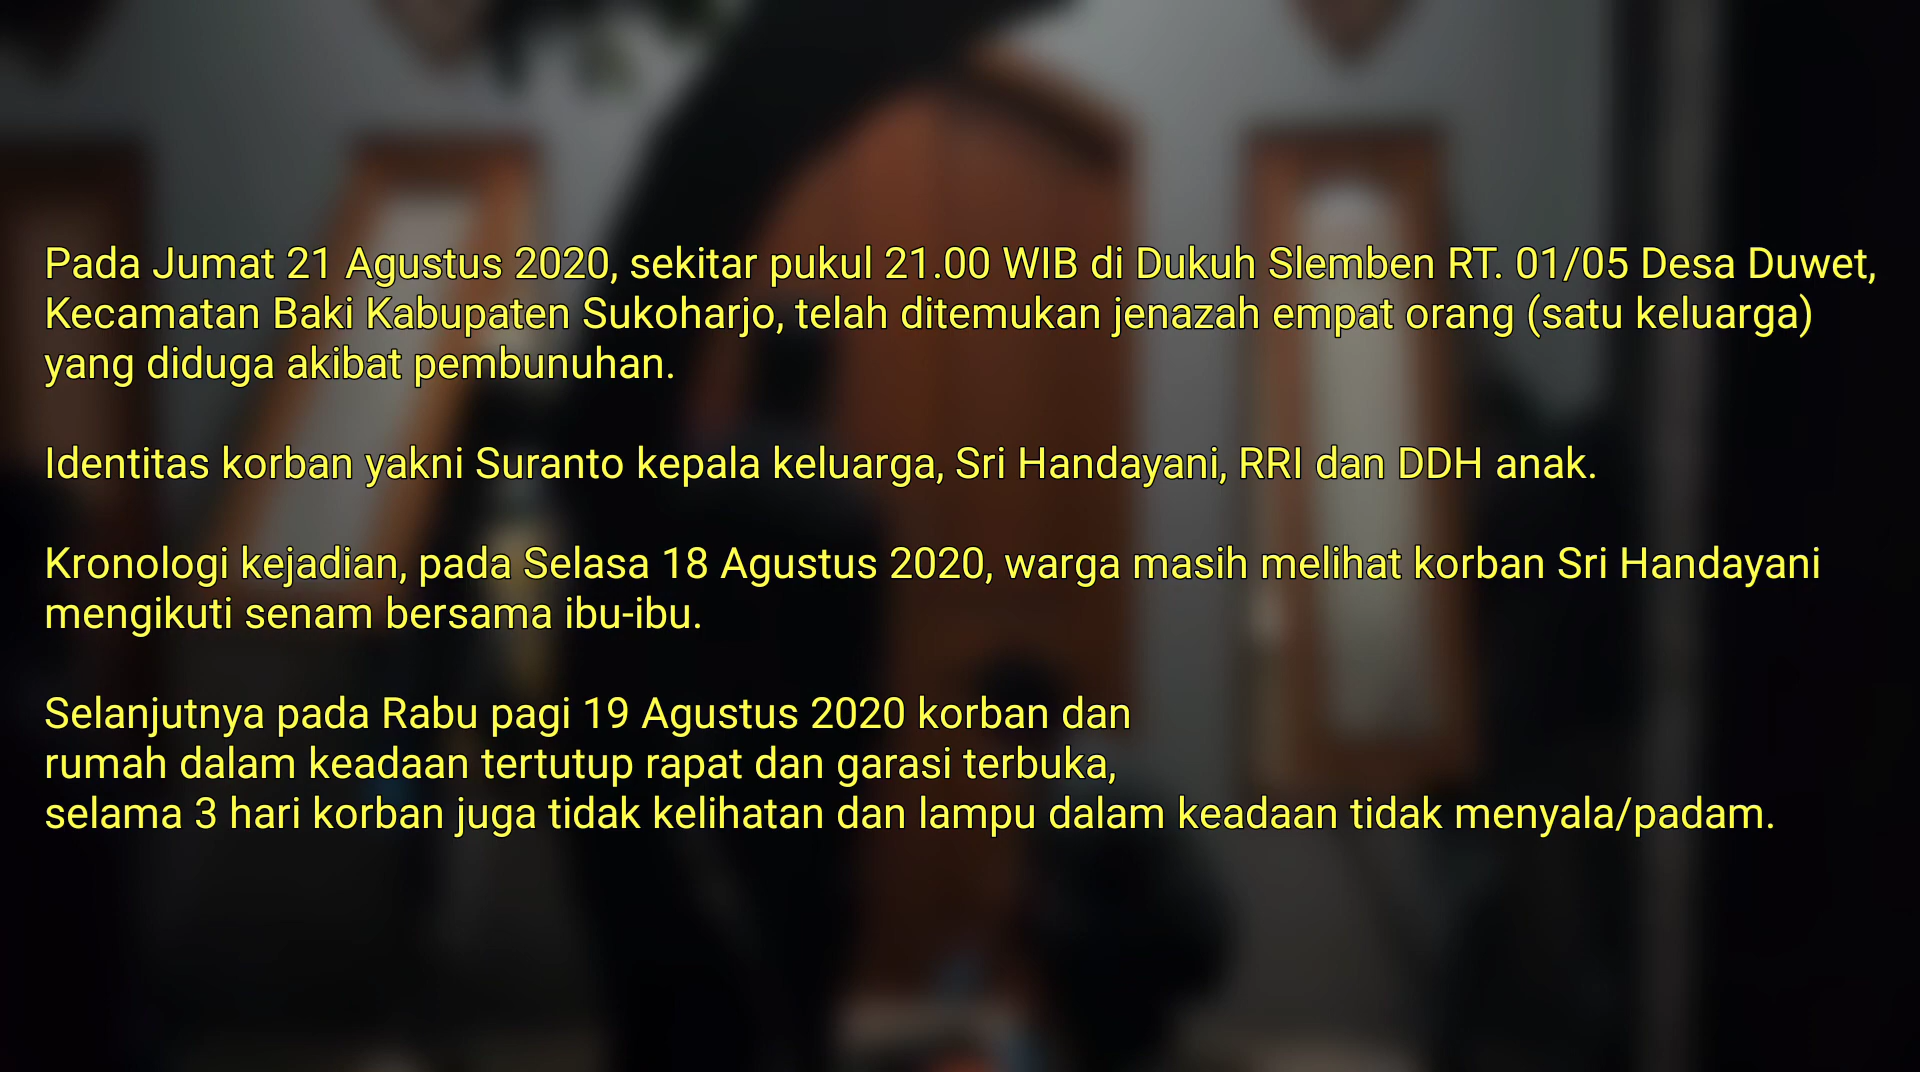 Pada Jumat 21 Agustus 2020, sekitar pukul 21.00 WIB di Dukuh Slemben RT. 01/05 Desa Duwet,
Kecamatan Baki Kabupaten Sukoharjo, telah ditemukan jenazah empat orang (satu keluarga)
yang diduga akibat pembunuhan.
Identitas korban yakni Suranto kepala keluarga, Sri Handayani, RRI dan DDH anak.
Kronologi kejadian, pada Selasa 18 Agustus 2020, warga masih melihat korban Sri Handayani
mengikuti senam bersama ibu-ibu.
Selanjutnya pada Rabu pagi 19 Agustus 2020 korban dan
rumah dalam keadaan tertutup rapat dan garasi terbuka,
selama 3 hari korban juga tidak kelihatan dan lampu dalam keadaan tidak menyala/padam.